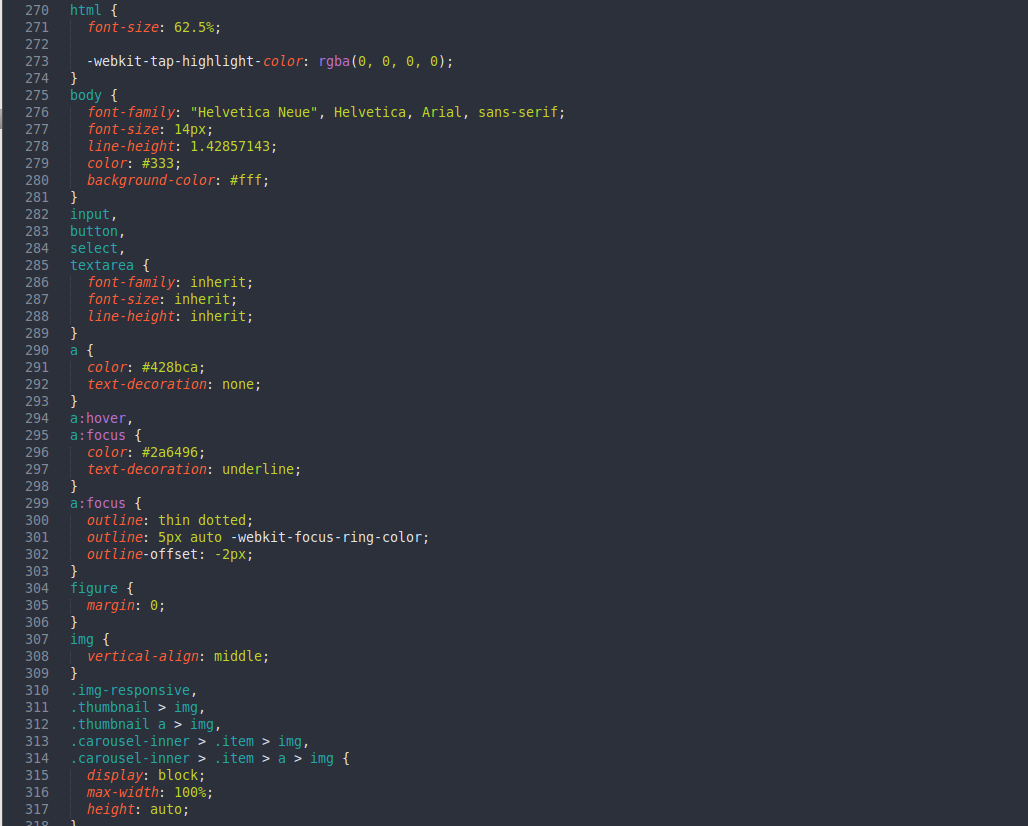 270 html {
271   font-size: 62.5%;
272
273   -webkit-tap-highlight-color: rgba(0, 0, 0, 0);
274 }
275 body {
276   font-family: "Helvetica Neue", Helvetica, Arial, sans-serif;
277   font-size: 14px;
278   line-height: 1.42857143;
279   color: #333;
280   background-color: #fff;
281 }
282 input,
283 button,
284 select,
285 textarea {
286   font-family: inherit;
287   font-size: inherit;
288   line-height: inherit;
289 }
290 a {
291   color: #428bca;
292   text-decoration: none;
293 }
294 a:hover,
295 a:focus {
296   color: #2a6496;
297   text-decoration: underline;
298 }
299 a:focus {
300   outline: thin dotted;
301   outline: 5px auto -webkit-focus-ring-color;
302   outline-offset: -2px;
303 }
304 figure {
305   margin: 0;
306 }
307 img {
308   vertical-align: middle;
309 }
310 .img-responsive,
311 .thumbnail > img,
312 .thumbnail a > img,
313 .carousel-inner > .item > img,
314 .carousel-inner > .item > a > img {
315   display: block;
316   max-width: 100%;
317   height: auto;
318 }